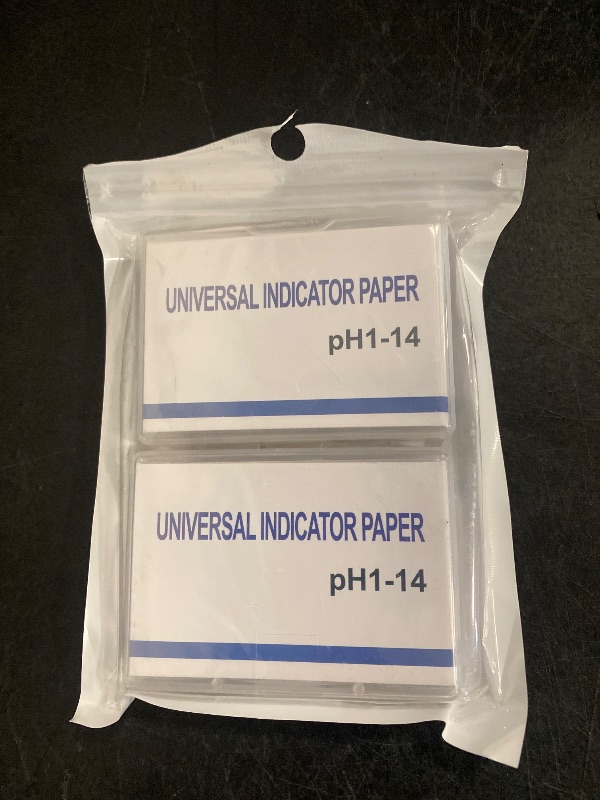 UNIVERSAL INDICATOR PAPER
pH1-14
UNIVERSAL INDICATOR PAPER
pH1-14